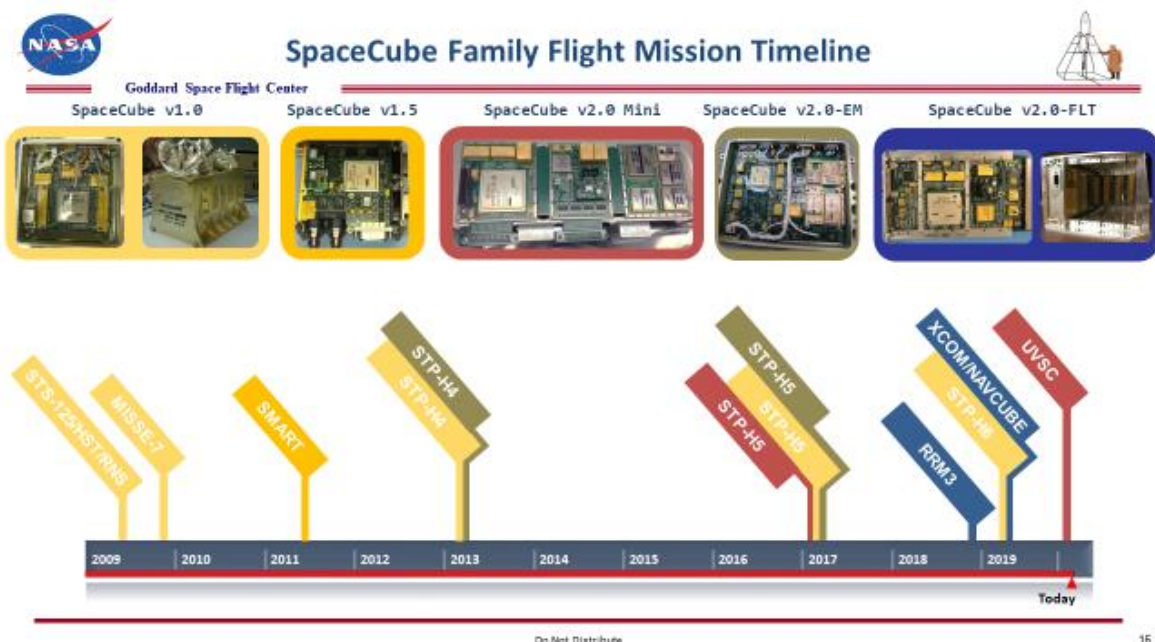 NASA
SpaceCube Family Flight Mission Timeline
Goddard Space Flight Center
SpaceCube v1.0
SpaceCube v1.5
SpaceCube v2.0 Mini
SpaceCube v2.0-EM
SpaceCube v2.0-FLT
STS-125/HST/RNS
MISSE-7
SMART
STP-H4
STP-H4
STP-H5
STP-H5
STP-H5
XCOM/NAVCUBE
STP-H6
RRM3
UVSC
2009 2010 2011 2012 2013 2014 2015 2016 2017 2018 2019
Today
Do Not Distribute
16